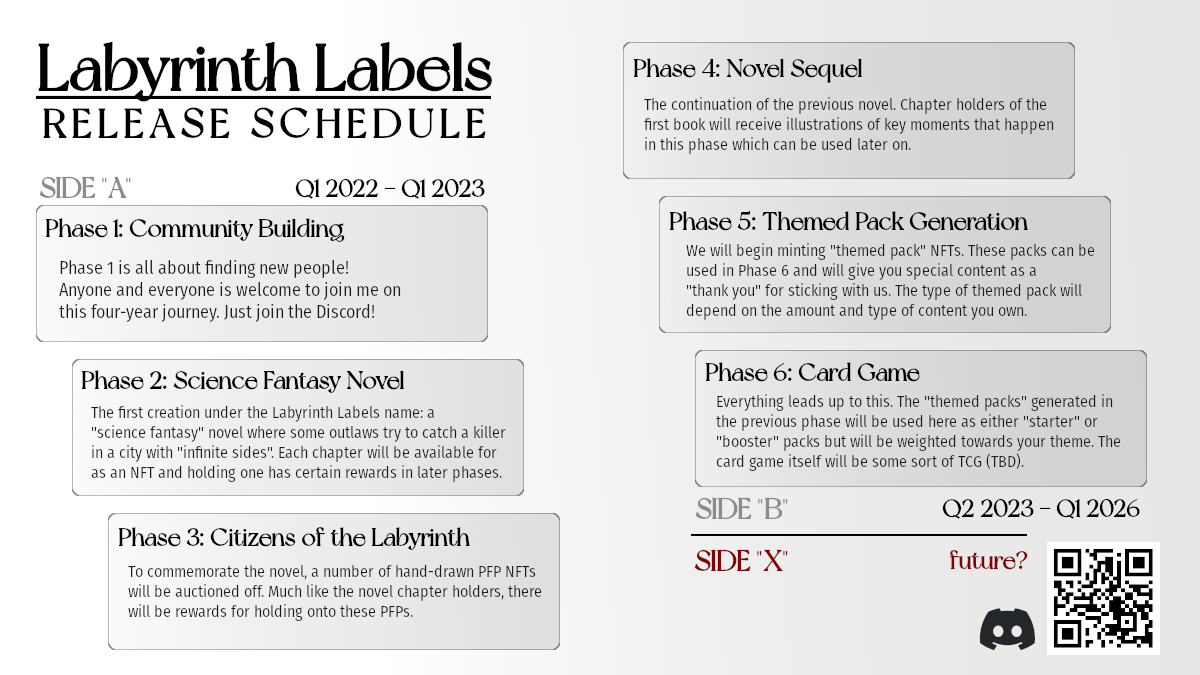 Labyrinth Labels
RELEASE SCHEDULE
SIDE "A"
Q1 2022 – Q1 2023
Phase 1: Community Building
Phase 1 is all about finding new people!
Anyone and everyone is welcome to join me on
this four-year journey. Just join the Discord!
Phase 2: Science Fantasy Novel
The first creation under the Labyrinth Labels name: a
"science fantasy" novel where some outlaws try to catch a killer
in a city with "infinite sides". Each chapter will be available for
as an NFT and holding one has certain rewards in later phases.
Phase 3: Citizens of the Labyrinth
To commemorate the novel, a number of hand-drawn PFP NFTs
will be auctioned off. Much like the novel chapter holders, there
will be rewards for holding onto these PFPs.
Phase 4: Novel Sequel
The continuation of the previous novel. Chapter holders of the
first book will receive illustrations of key moments that happen
in this phase which can be used later on.
Phase 5: Themed Pack Generation
We will begin minting "themed pack" NFTs. These packs can be
used in Phase 6 and will give you special content as a
"thank you" for sticking with us. The type of themed pack will
depend on the amount and type of content you own.
Phase 6: Card Game
Everything leads up to this. The "themed packs" generated in
the previous phase will be used here as either "starter" or
"booster" packs but will be weighted towards your theme. The
card game itself will be some sort of TCG (TBD).
SIDE "B"
Q2 2023 – Q1 2026
SIDE "X"
future?